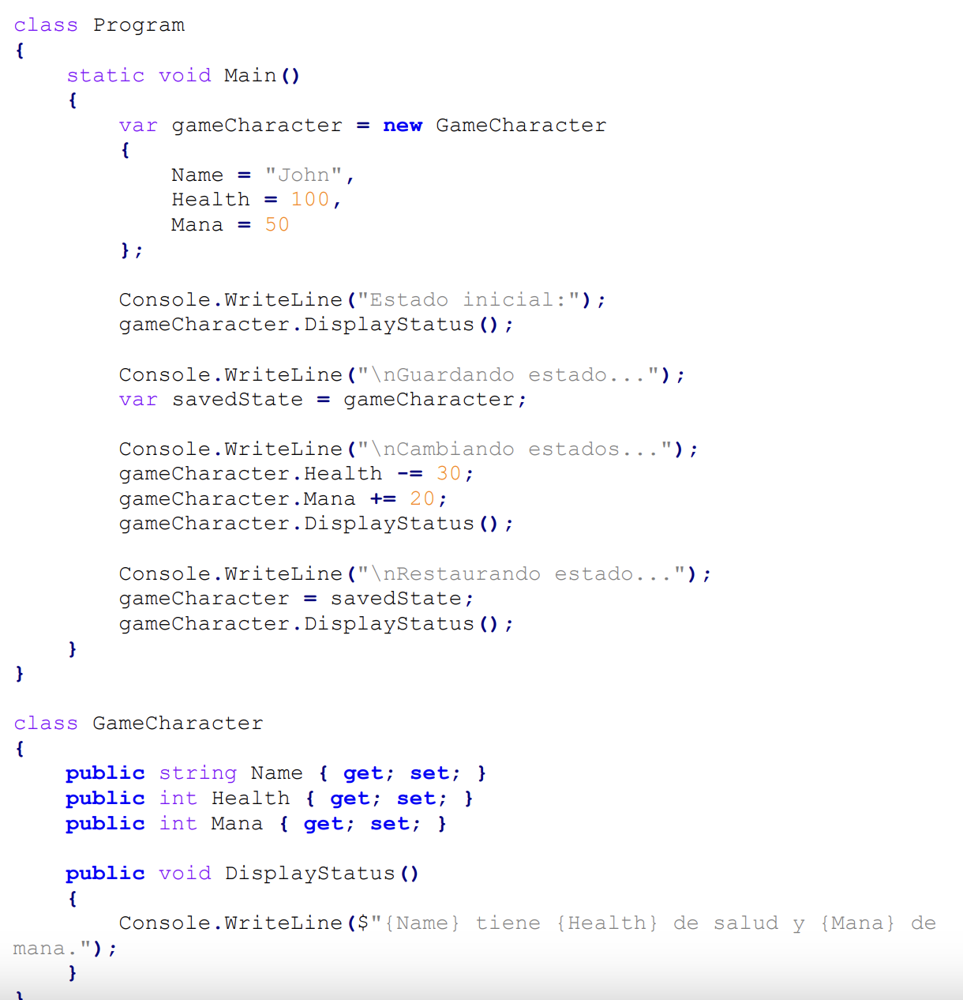 class Program
{
    static void Main()
    {
        var gameCharacter = new GameCharacter
        {
            Name = "John",
            Health = 100,
            Mana = 50
        };

        Console.WriteLine("Estado inicial:");
        gameCharacter.DisplayStatus();

        Console.WriteLine("\nGuardando estado...");
        var savedState = gameCharacter;

        Console.WriteLine("\nCambiando estados...");
        gameCharacter.Health -= 30;
        gameCharacter.Mana += 20;
        gameCharacter.DisplayStatus();

        Console.WriteLine("\nRestaurando estado...");
        gameCharacter = savedState;
        gameCharacter.DisplayStatus();
    }
}

class GameCharacter
{
    public string Name { get; set; }
    public int Health { get; set; }
    public int Mana { get; set; }

    public void DisplayStatus()
    {
        Console.WriteLine($"{Name} tiene {Health} de salud y {Mana} de
mana.");
    }
}